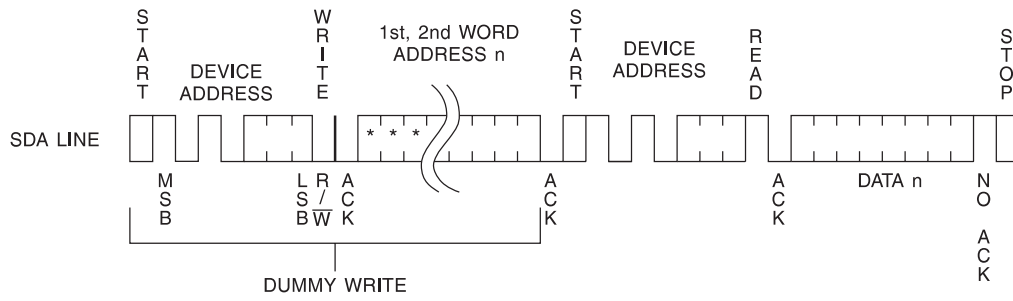 START
WRITE
START
READ
STOP
1st, 2nd WORD
ADDRESS n
DEVICE
ADDRESS
DEVICE
ADDRESS
SDA LINE
* * *
MSB
LSB
R/W̅
ACK
ACK
ACK
DATA n
NO ACK
DUMMY WRITE